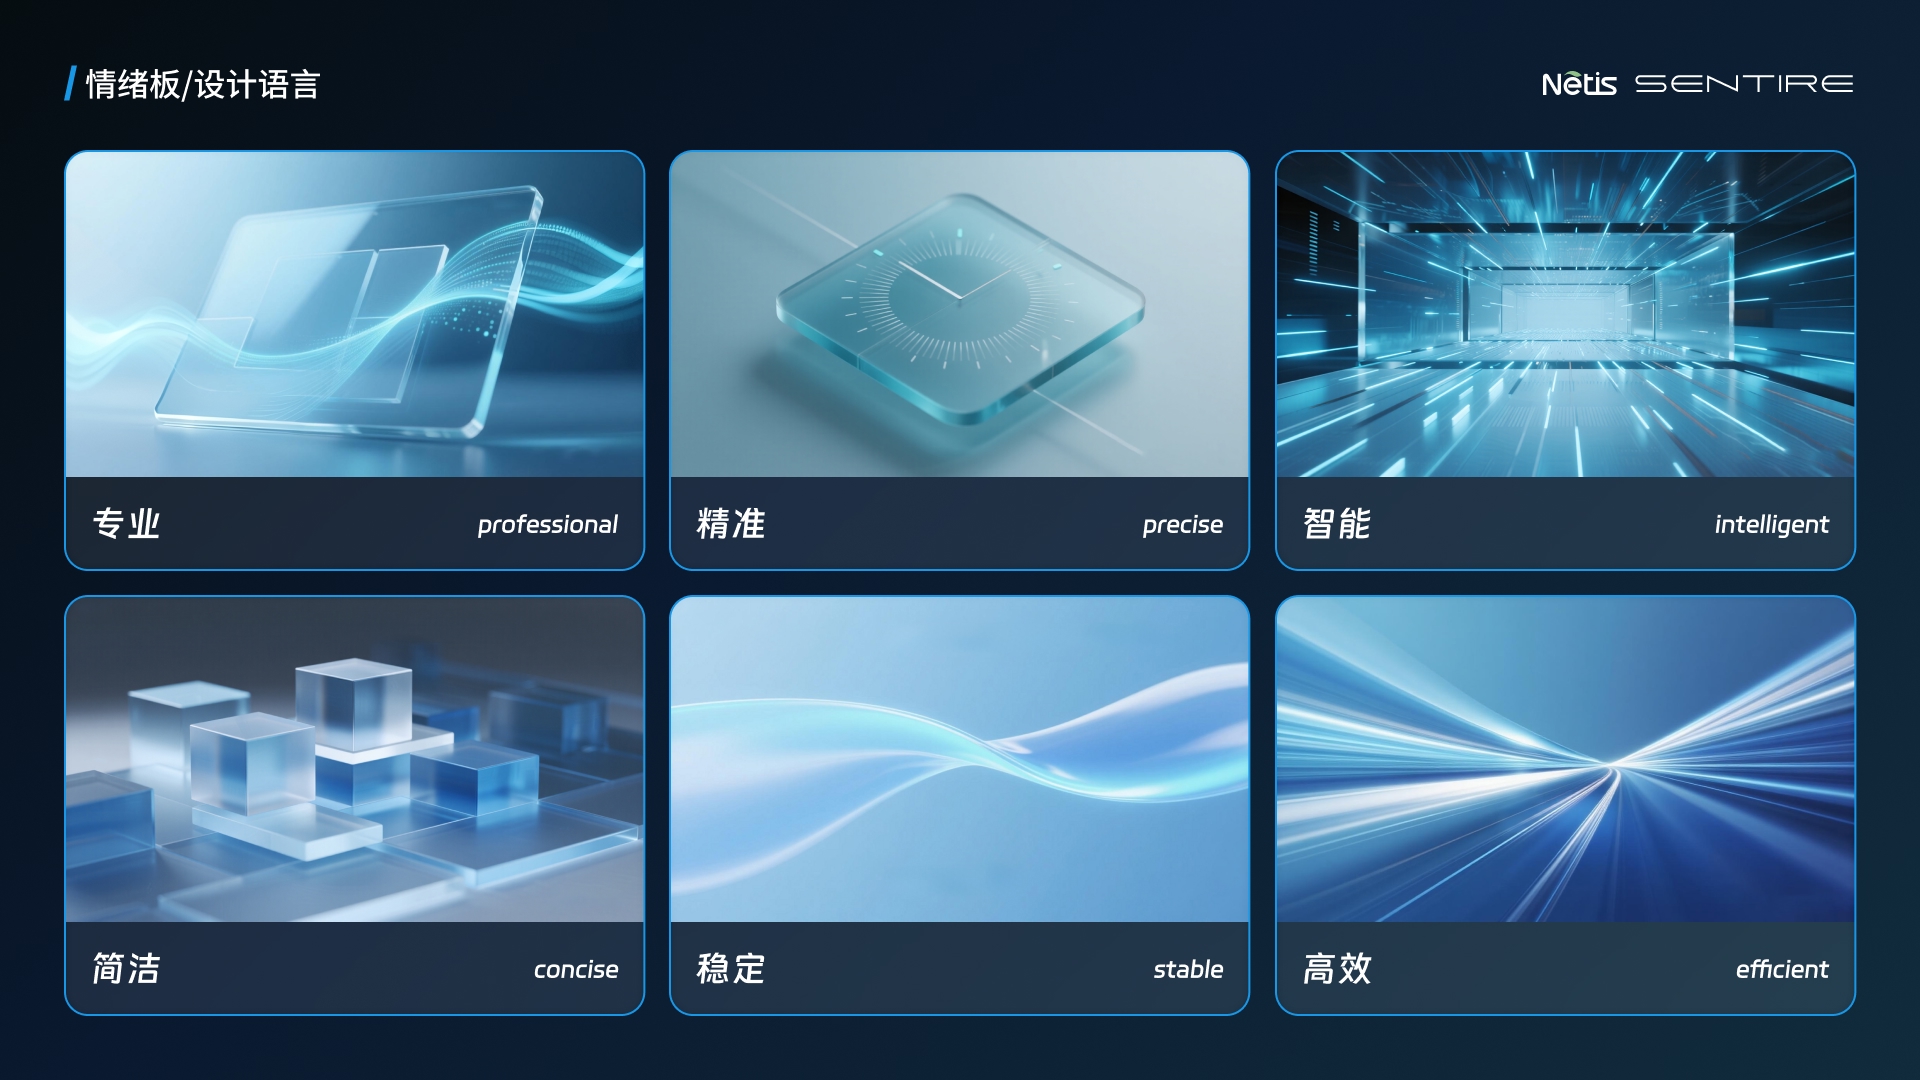 情绪板/设计语言
Netis SENTIRE
专业 professional
精准 precise
智能 intelligent
简洁 concise
稳定 stable
高效 efficient